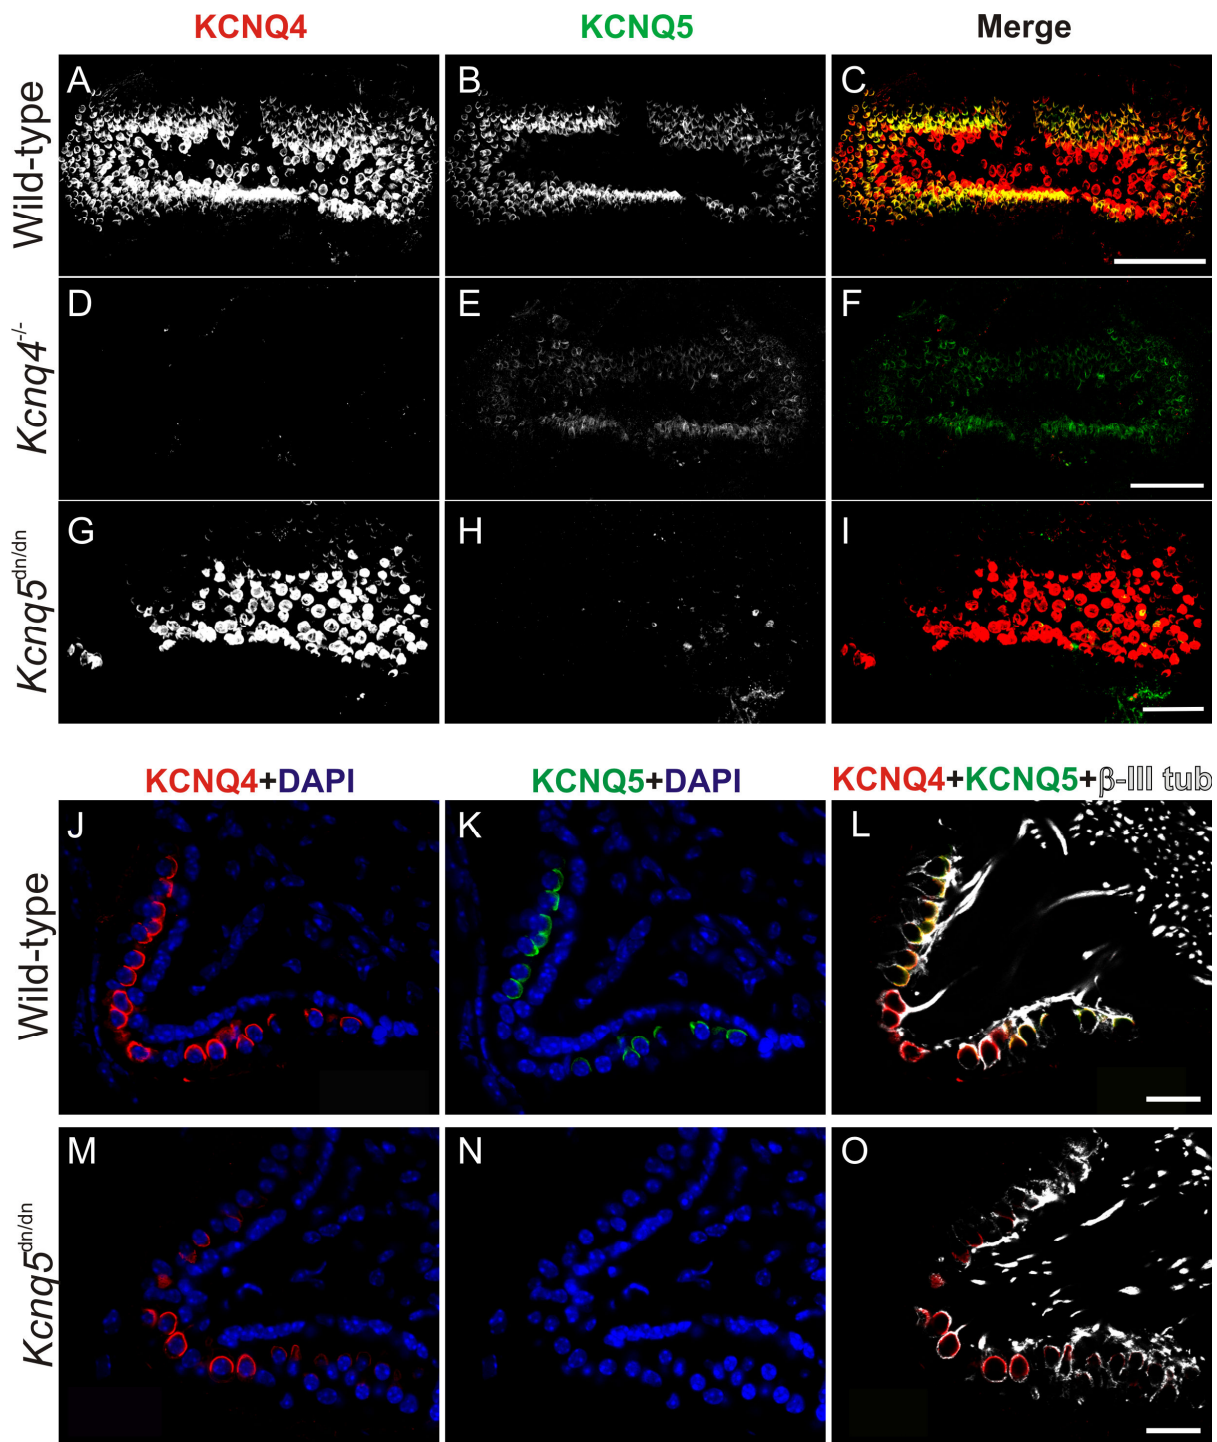 KCNQ4 KCNQ5 Merge
Wild-type A B C
Kcnq4-/- D E F
Kcnq5dn/dn G H I
KCNQ4+DAPI KCNQ5+DAPI KCNQ4+KCNQ5+β-III tub
Wild-type J K L
Kcnq5dn/dn M N O